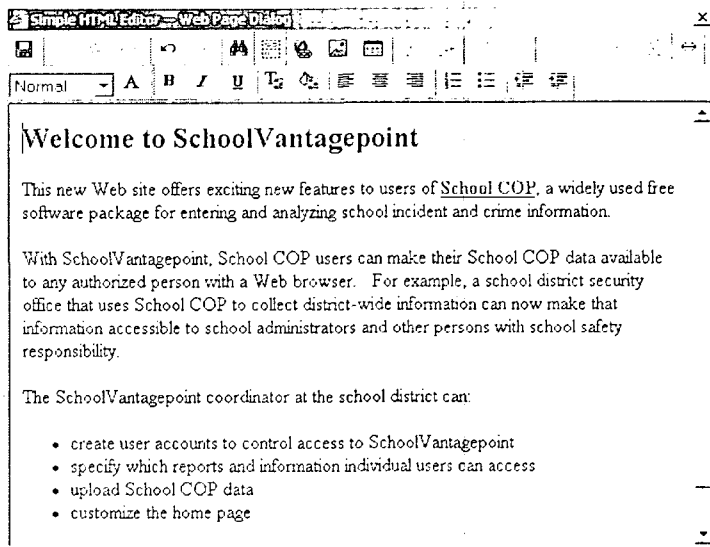 Simple HTML Editor -- Web Page Dialog
Normal A B I U
Welcome to SchoolVantagepoint
This new Web site offers exciting new features to users of School COP, a widely used free
software package for entering and analyzing school incident and crime information.
With SchoolVantagepoint, School COP users can make their School COP data available
to any authorized person with a Web browser. For example, a school district security
office that uses School COP to collect district-wide information can now make that
information accessible to school administrators and other persons with school safety
responsibility.
The SchoolVantagepoint coordinator at the school district can:
• create user accounts to control access to SchoolVantagepoint
• specify which reports and information individual users can access
• upload School COP data
• customize the home page